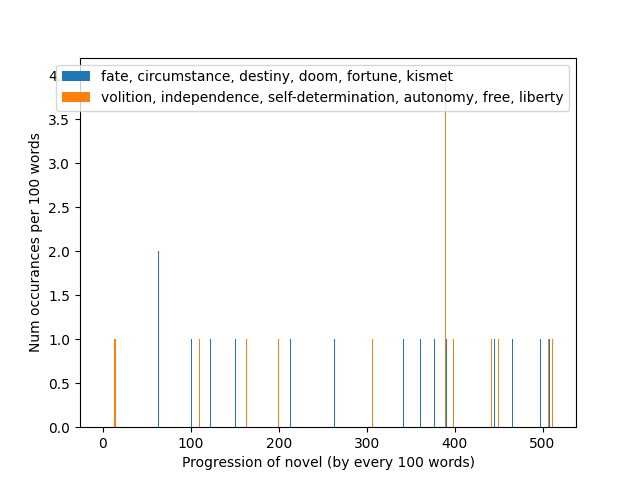 fate, circumstance, destiny, doom, fortune, kismet
volition, independence, self-determination, autonomy, free, liberty
4.
3.5
3.0
2.5
2.0
1.5
1.0
0.5
0.0
Num occurances per 100 words
0 100 200 300 400 500
Progression of novel (by every 100 words)